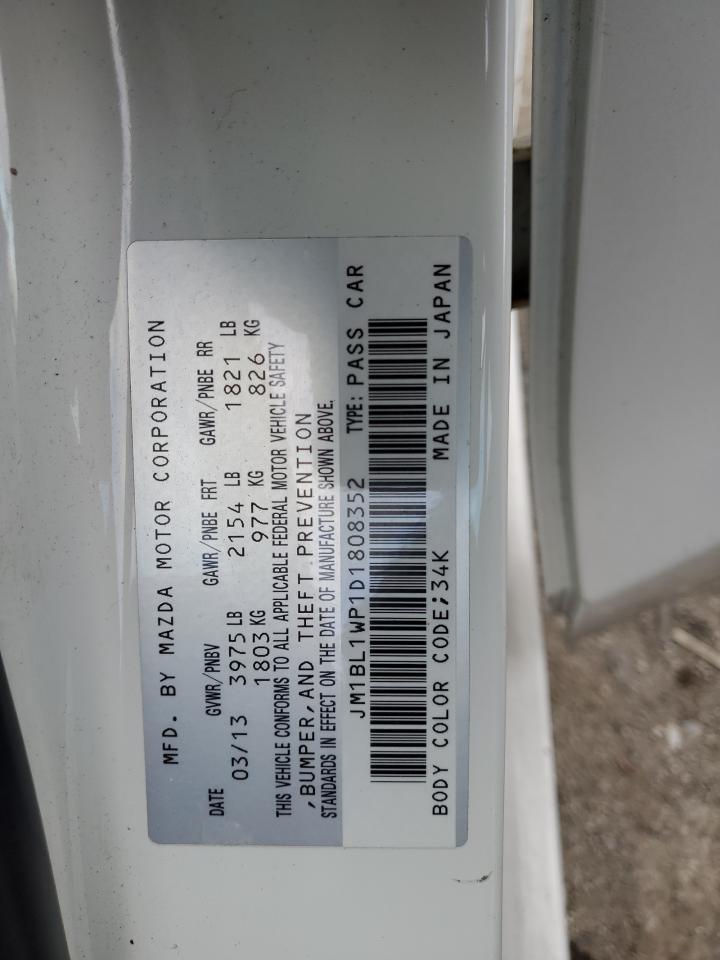 MFD. BY MAZDA MOTOR CORPORATION
DATE GVWR/PNBV GAWR/PNBE FRT GAWR/PNBE RR
03/13 3975 LB 2154 LB 1821 LB
1803 KG 977 KG 826 KG
THIS VEHICLE CONFORMS TO ALL APPLICABLE FEDERAL MOTOR VEHICLE SAFETY
,BUMPER,AND THEFT PREVENTION
STANDARDS IN EFFECT ON THE DATE OF MANUFACTURE SHOWN ABOVE.
JM1BL1WP1D1808352 TYPE: PASS CAR
BODY COLOR CODE;34K MADE IN JAPAN